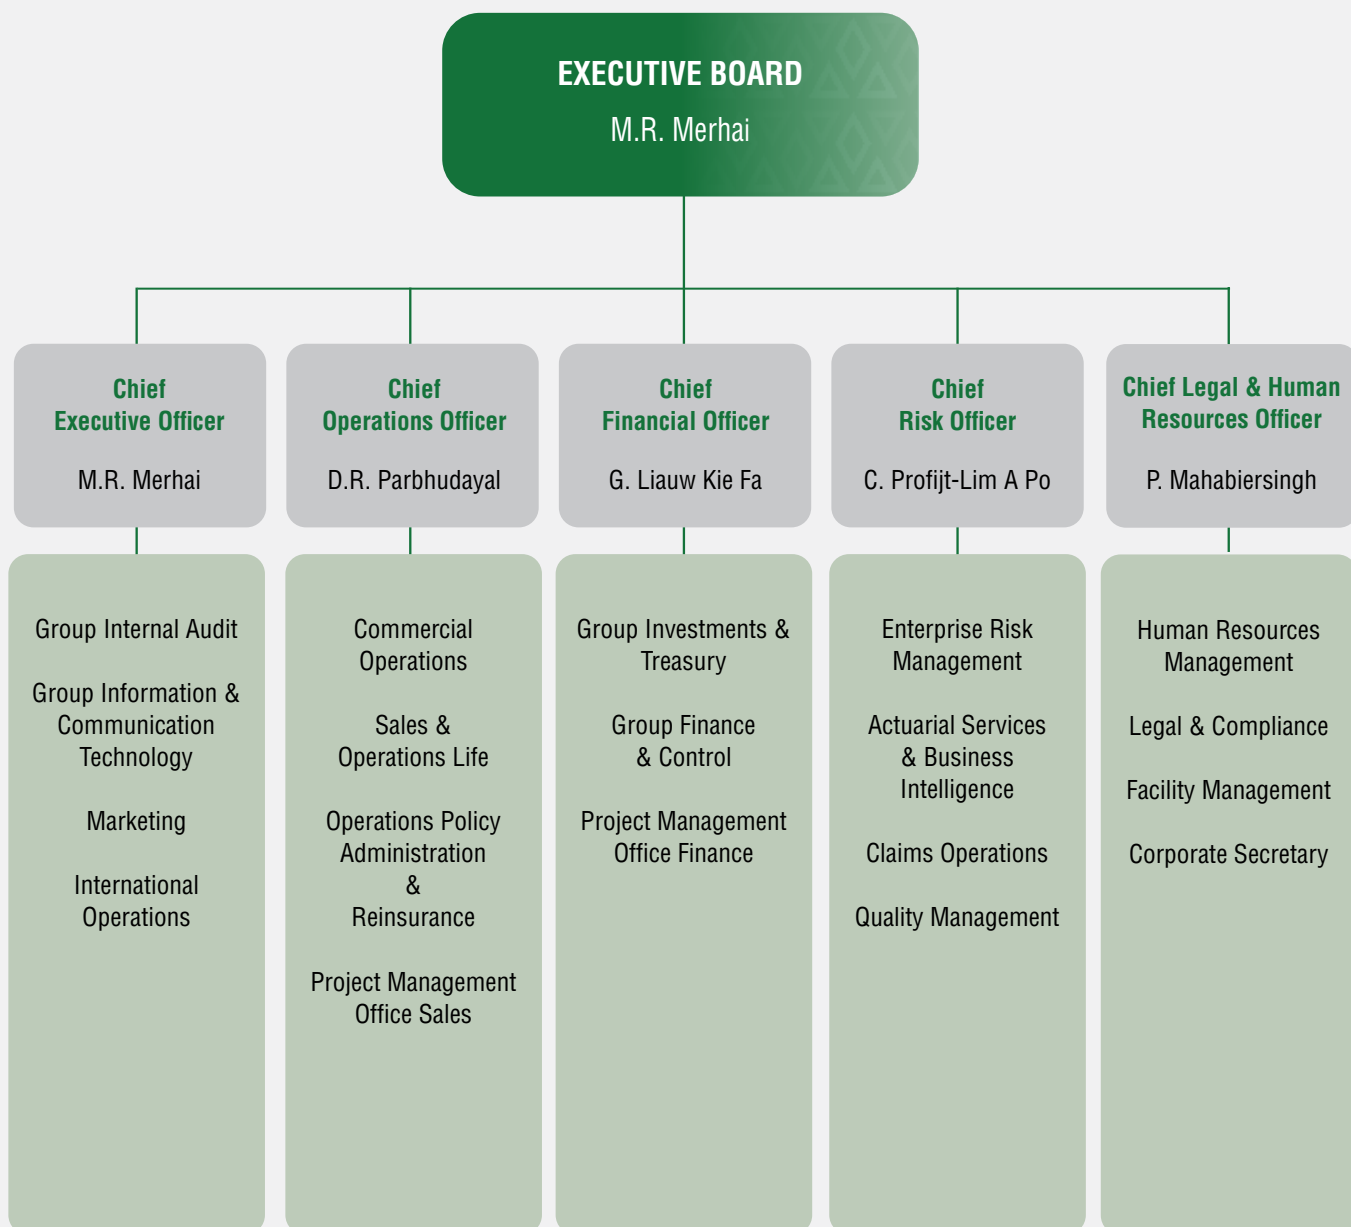 EXECUTIVE BOARD
M.R. Merhai
Chief
Executive Officer
M.R. Merhai
Chief
Operations Officer
D.R. Parbhudayal
Chief
Financial Officer
G. Liauw Kie Fa
Chief
Risk Officer
C. Profijt-Lim A Po
Chief Legal & Human
Resources Officer
P. Mahabiersingh
Group Internal Audit
Group Information &
Communication
Technology
Marketing
International
Operations
Commercial
Operations
Sales &
Operations Life
Operations Policy
Administration
&
Reinsurance
Project Management
Office Sales
Group Investments &
Treasury
Group Finance
& Control
Project Management
Office Finance
Enterprise Risk
Management
Actuarial Services
& Business
Intelligence
Claims Operations
Quality Management
Human Resources
Management
Legal & Compliance
Facility Management
Corporate Secretary